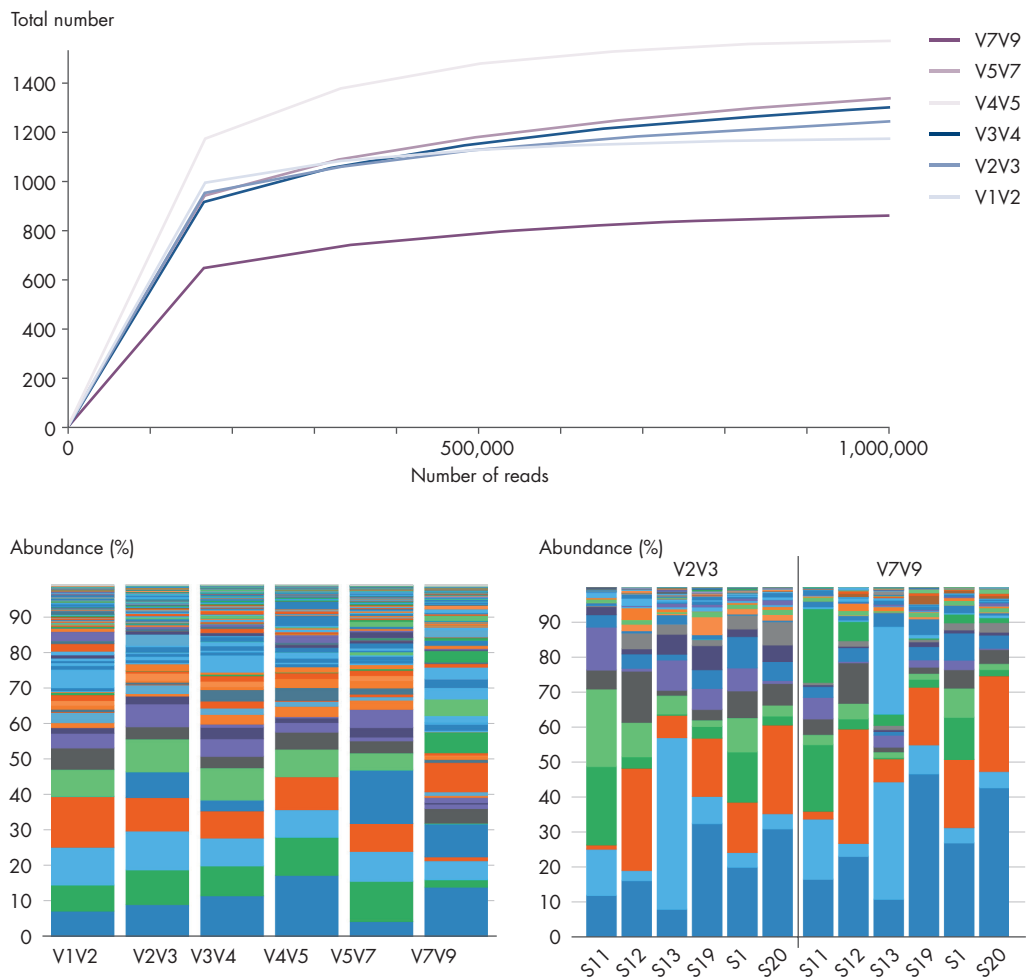 Total number
1400
1200
1000
800
600
400
200
0
0 500,000 1,000,000
Number of reads
V7V9
V5V7
V4V5
V3V4
V2V3
V1V2
Abundance (%)
90
80
70
60
50
40
30
20
10
0
V1V2 V2V3 V3V4 V4V5 V5V7 V7V9
Abundance (%)
V2V3 V7V9
90
80
70
60
50
40
30
20
10
0
S11 S12 S13 S19 S1 S20 S11 S12 S13 S19 S1 S20